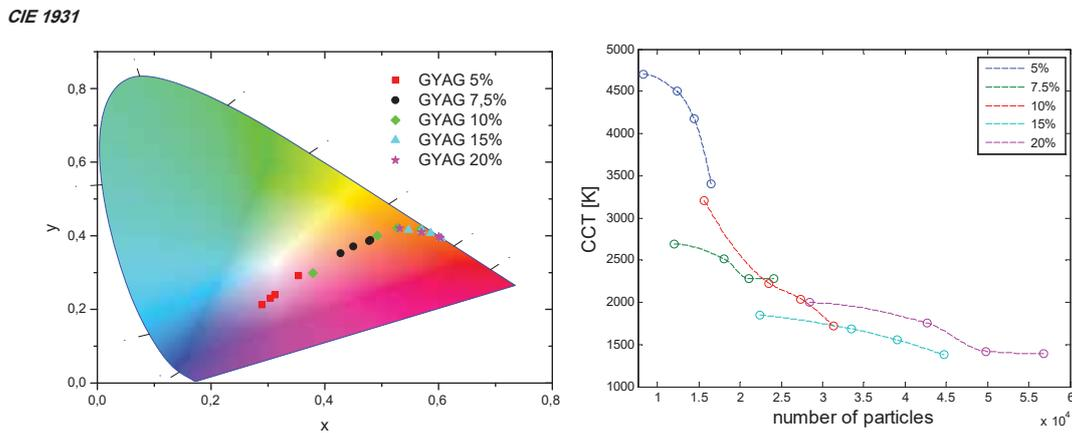 CIE 1931
0,8
0,6
0,4
0,2
0,0
y
0,0 0,2 0,4 0,6 0,8
x
GYAG 5%
GYAG 7,5%
GYAG 10%
GYAG 15%
GYAG 20%
5000
4500
4000
3500
3000
2500
2000
1500
1000
CCT [K]
1 1.5 2 2.5 3 3.5 4 4.5 5 5.5 6
x 10⁴
number of particles
5%
7.5%
10%
15%
20%